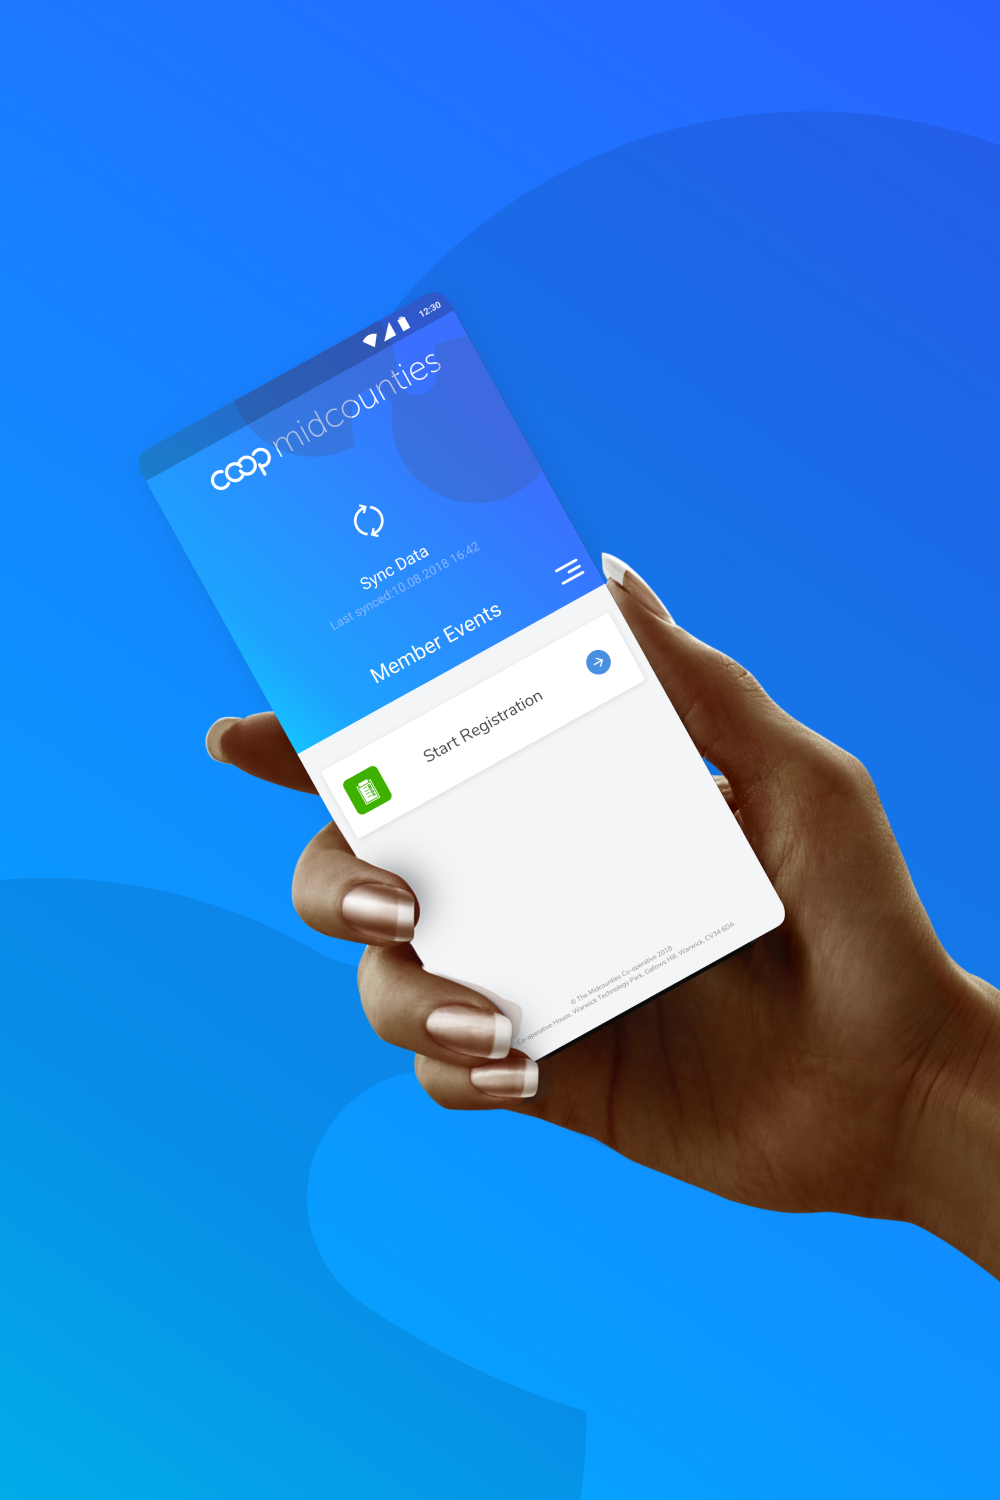 12:30
coop midcounties
Sync Data
Last synced:10.08.2018 16:42
Member Events
Start Registration
© The Midcounties Co-operative 2018
Co-operative House, Warwick Technology Park, Gallows Hill, Warwick, CV34 6DA